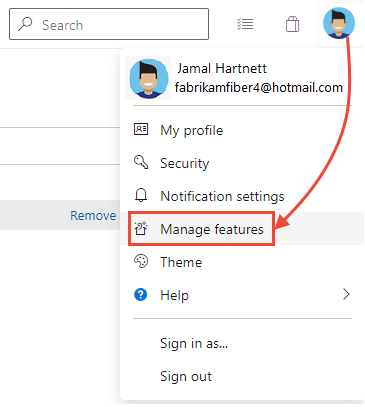 Search
Jamal Hartnett
fabrikamfiber4@hotmail.com
My profile
Security
Notification settings
Remove
Manage features
Theme
Help
Sign in as...
Sign out